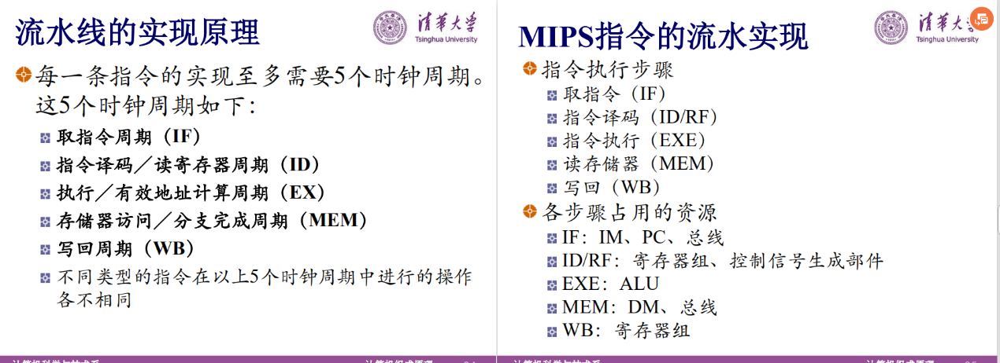 流水线的实现原理
清华大学
Tsinghua University
每一条指令的实现至多需要5个时钟周期。
这5个时钟周期如下：
取指令周期（IF）
指令译码／读寄存器周期（ID）
执行／有效地址计算周期（EX）
存储器访问／分支完成周期（MEM）
写回周期（WB）
不同类型的指令在以上5个时钟周期中进行的操作
各不相同
MIPS指令的流水实现
清华大
Tsinghua University
指令执行步骤
取指令（IF）
指令译码（ID/RF）
指令执行（EXE）
读存储器（MEM）
写回（WB）
各步骤占用的资源
IF：IM、PC、总线
ID/RF：寄存器组、控制信号生成部件
EXE：ALU
MEM：DM、总线
WB：寄存器组